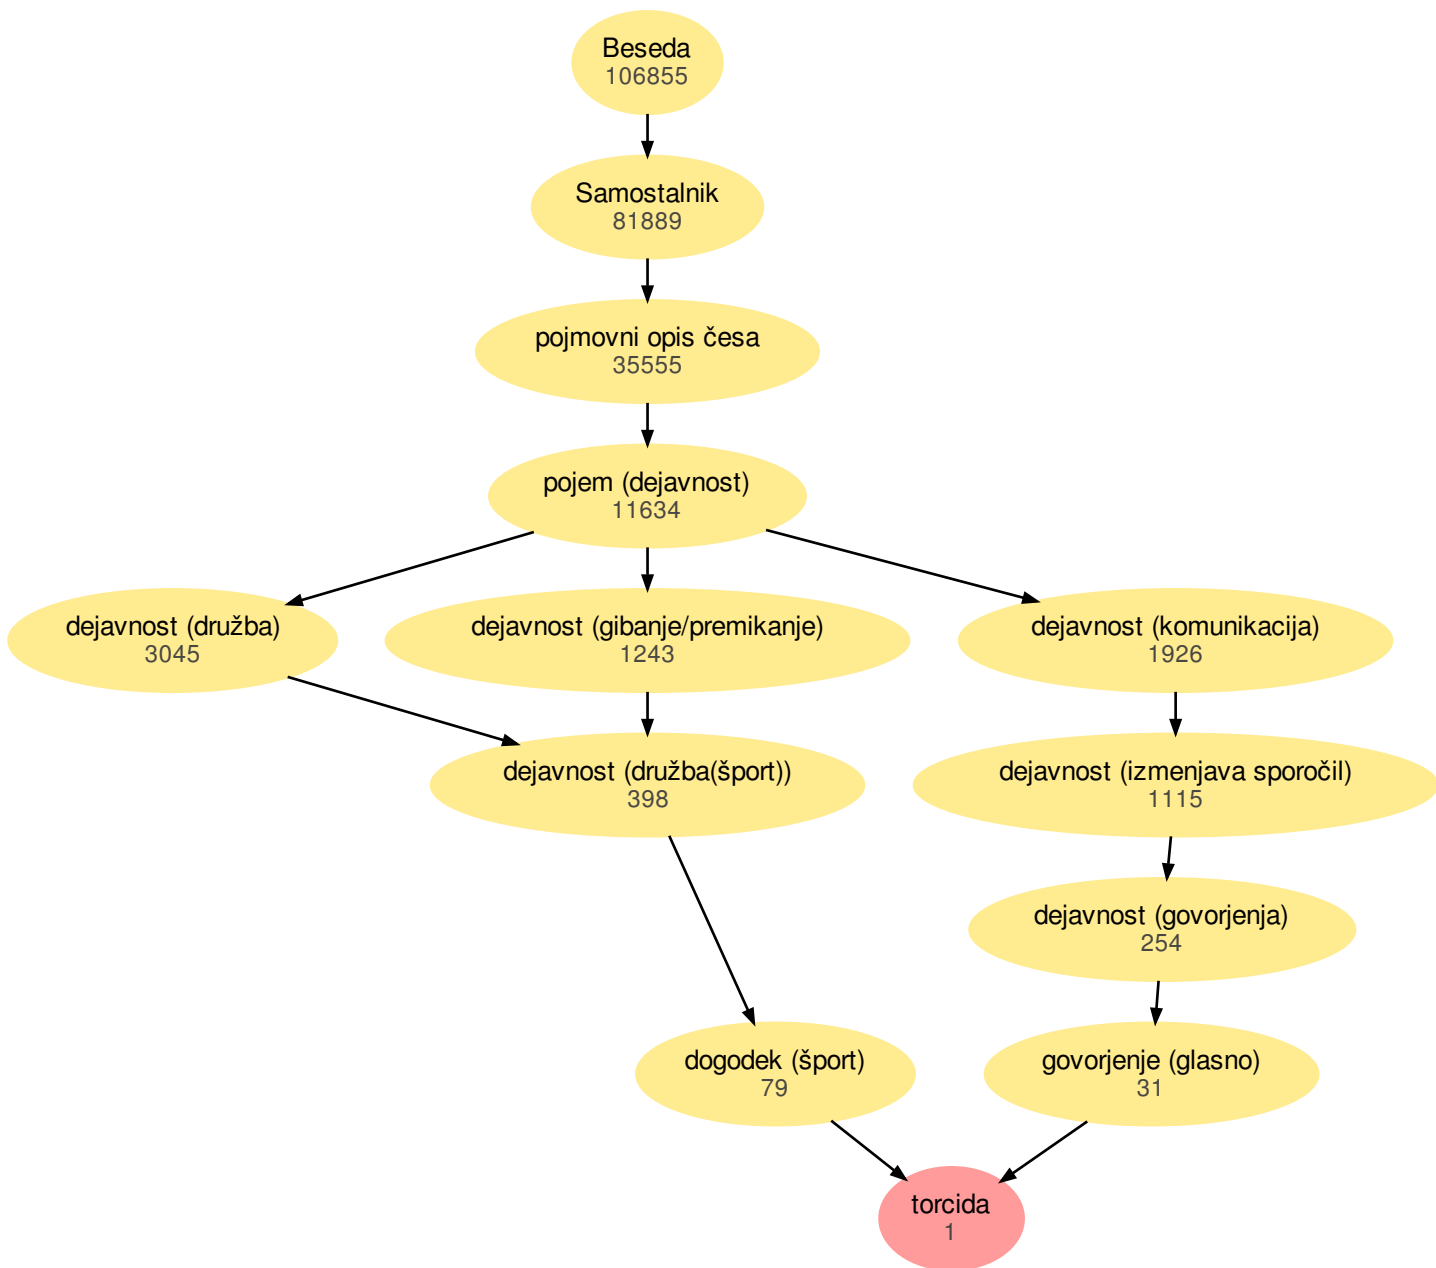 Beseda
106855
Samostalnik
81889
pojmovni opis česa
35555
pojem (dejavnost)
11634
dejavnost (družba)
3045
dejavnost (gibanje/premikanje)
1243
dejavnost (komunikacija)
1926
dejavnost (družba(šport))
398
dejavnost (izmenjava sporočil)
1115
dejavnost (govorjenja)
254
dogodek (šport)
79
govorjenje (glasno)
31
torcida
1